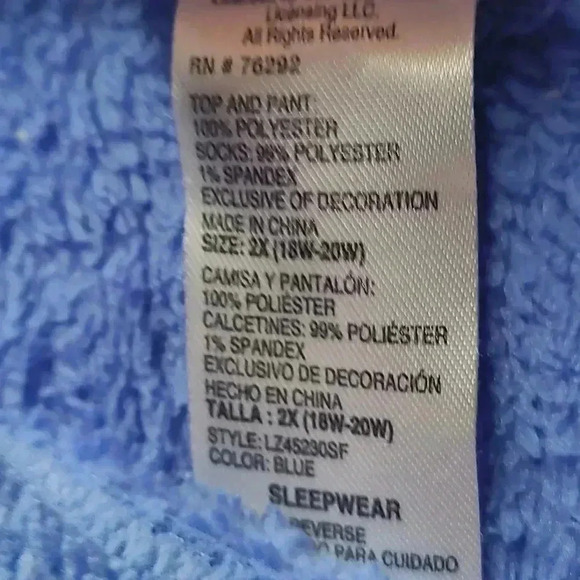 Licensing LLC.
All Rights Reserved.
RN # 76292
TOP AND PANT:
100% POLYESTER
SOCKS: 99% POLYESTER
1% SPANDEX
EXCLUSIVE OF DECORATION
MADE IN CHINA
SIZE: 2X (18W-20W)
CAMISA Y PANTALÓN:
100% POLIÉSTER
CALCETINES: 99% POLIÉSTER
1% SPANDEX
EXCLUSIVO DE DECORACIÓN
HECHO EN CHINA
TALLA : 2X (18W-20W)
STYLE: LZ45230SF
COLOR: BLUE
SLEEPWEAR
REVERSE
PARA CUIDADO